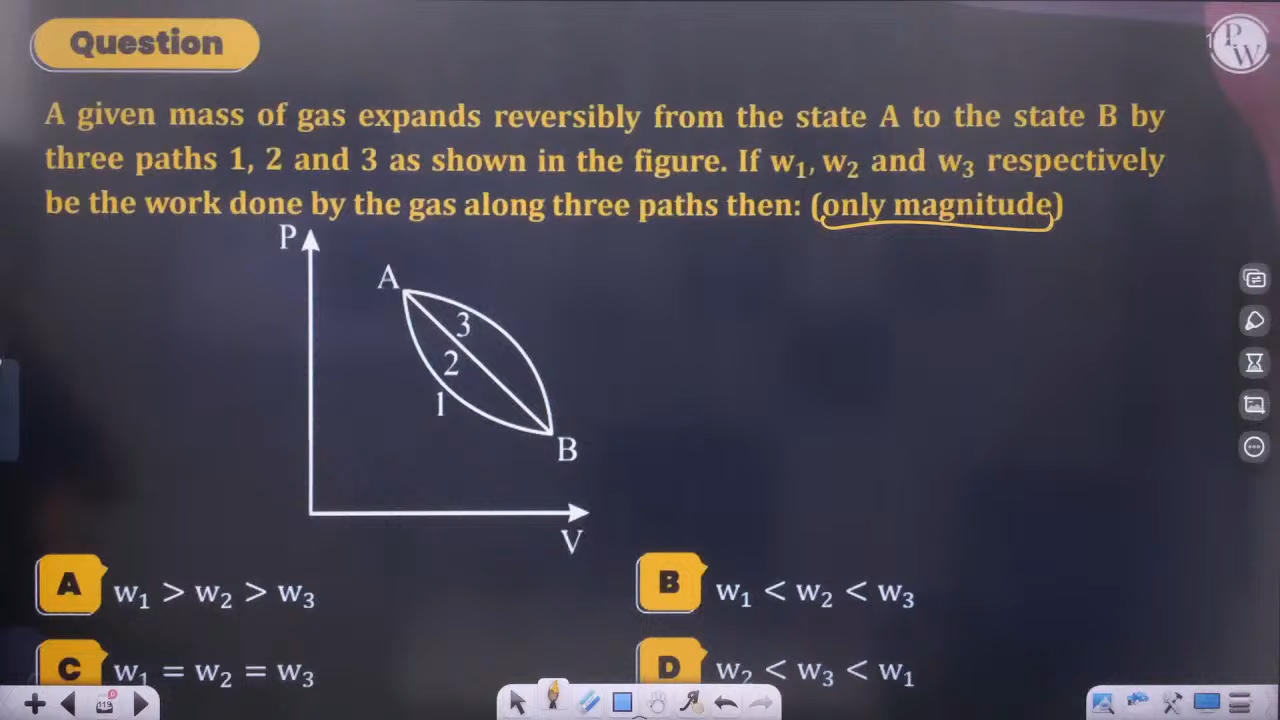 Question
PW
A given mass of gas expands reversibly from the state A to the state B by
three paths 1, 2 and 3 as shown in the figure. If w₁, w₂ and w₃ respectively
be the work done by the gas along three paths then: (only magnitude)
P
A
3
2
1
B
V
A w₁ > w₂ > w₃
B w₁ < w₂ < w₃
C w₁ = w₂ = w₃
D w₂ < w₃ < w₁
119